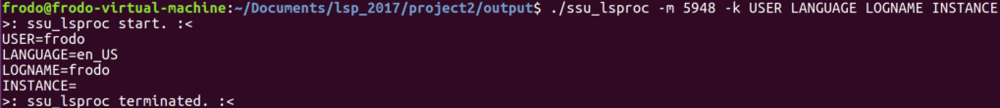 frodo@frodo-virtual-machine:~/Documents/lsp_2017/project2/output$ ./ssu_lsproc -m 5948 -k USER LANGUAGE LOGNAME INSTANCE
>: ssu_lsproc start. :<
USER=frodo
LANGUAGE=en_US
LOGNAME=frodo
INSTANCE=
>: ssu_lsproc terminated. :<